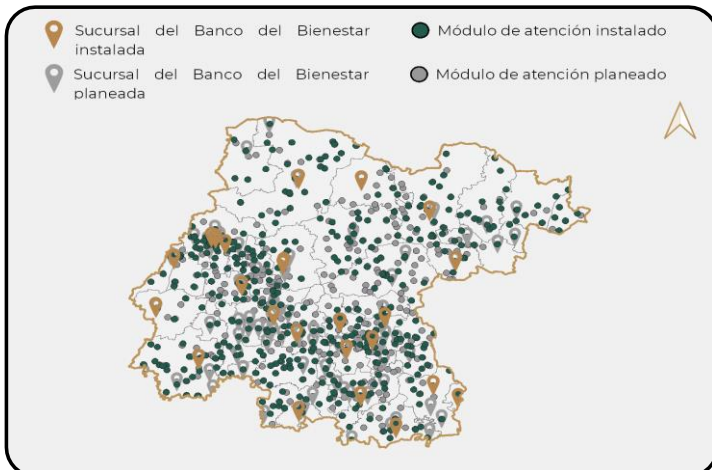 Sucursal del Banco del Bienestar
instalada
Módulo de atención instalado
Sucursal del Banco del Bienestar
planeada
Módulo de atención planeado